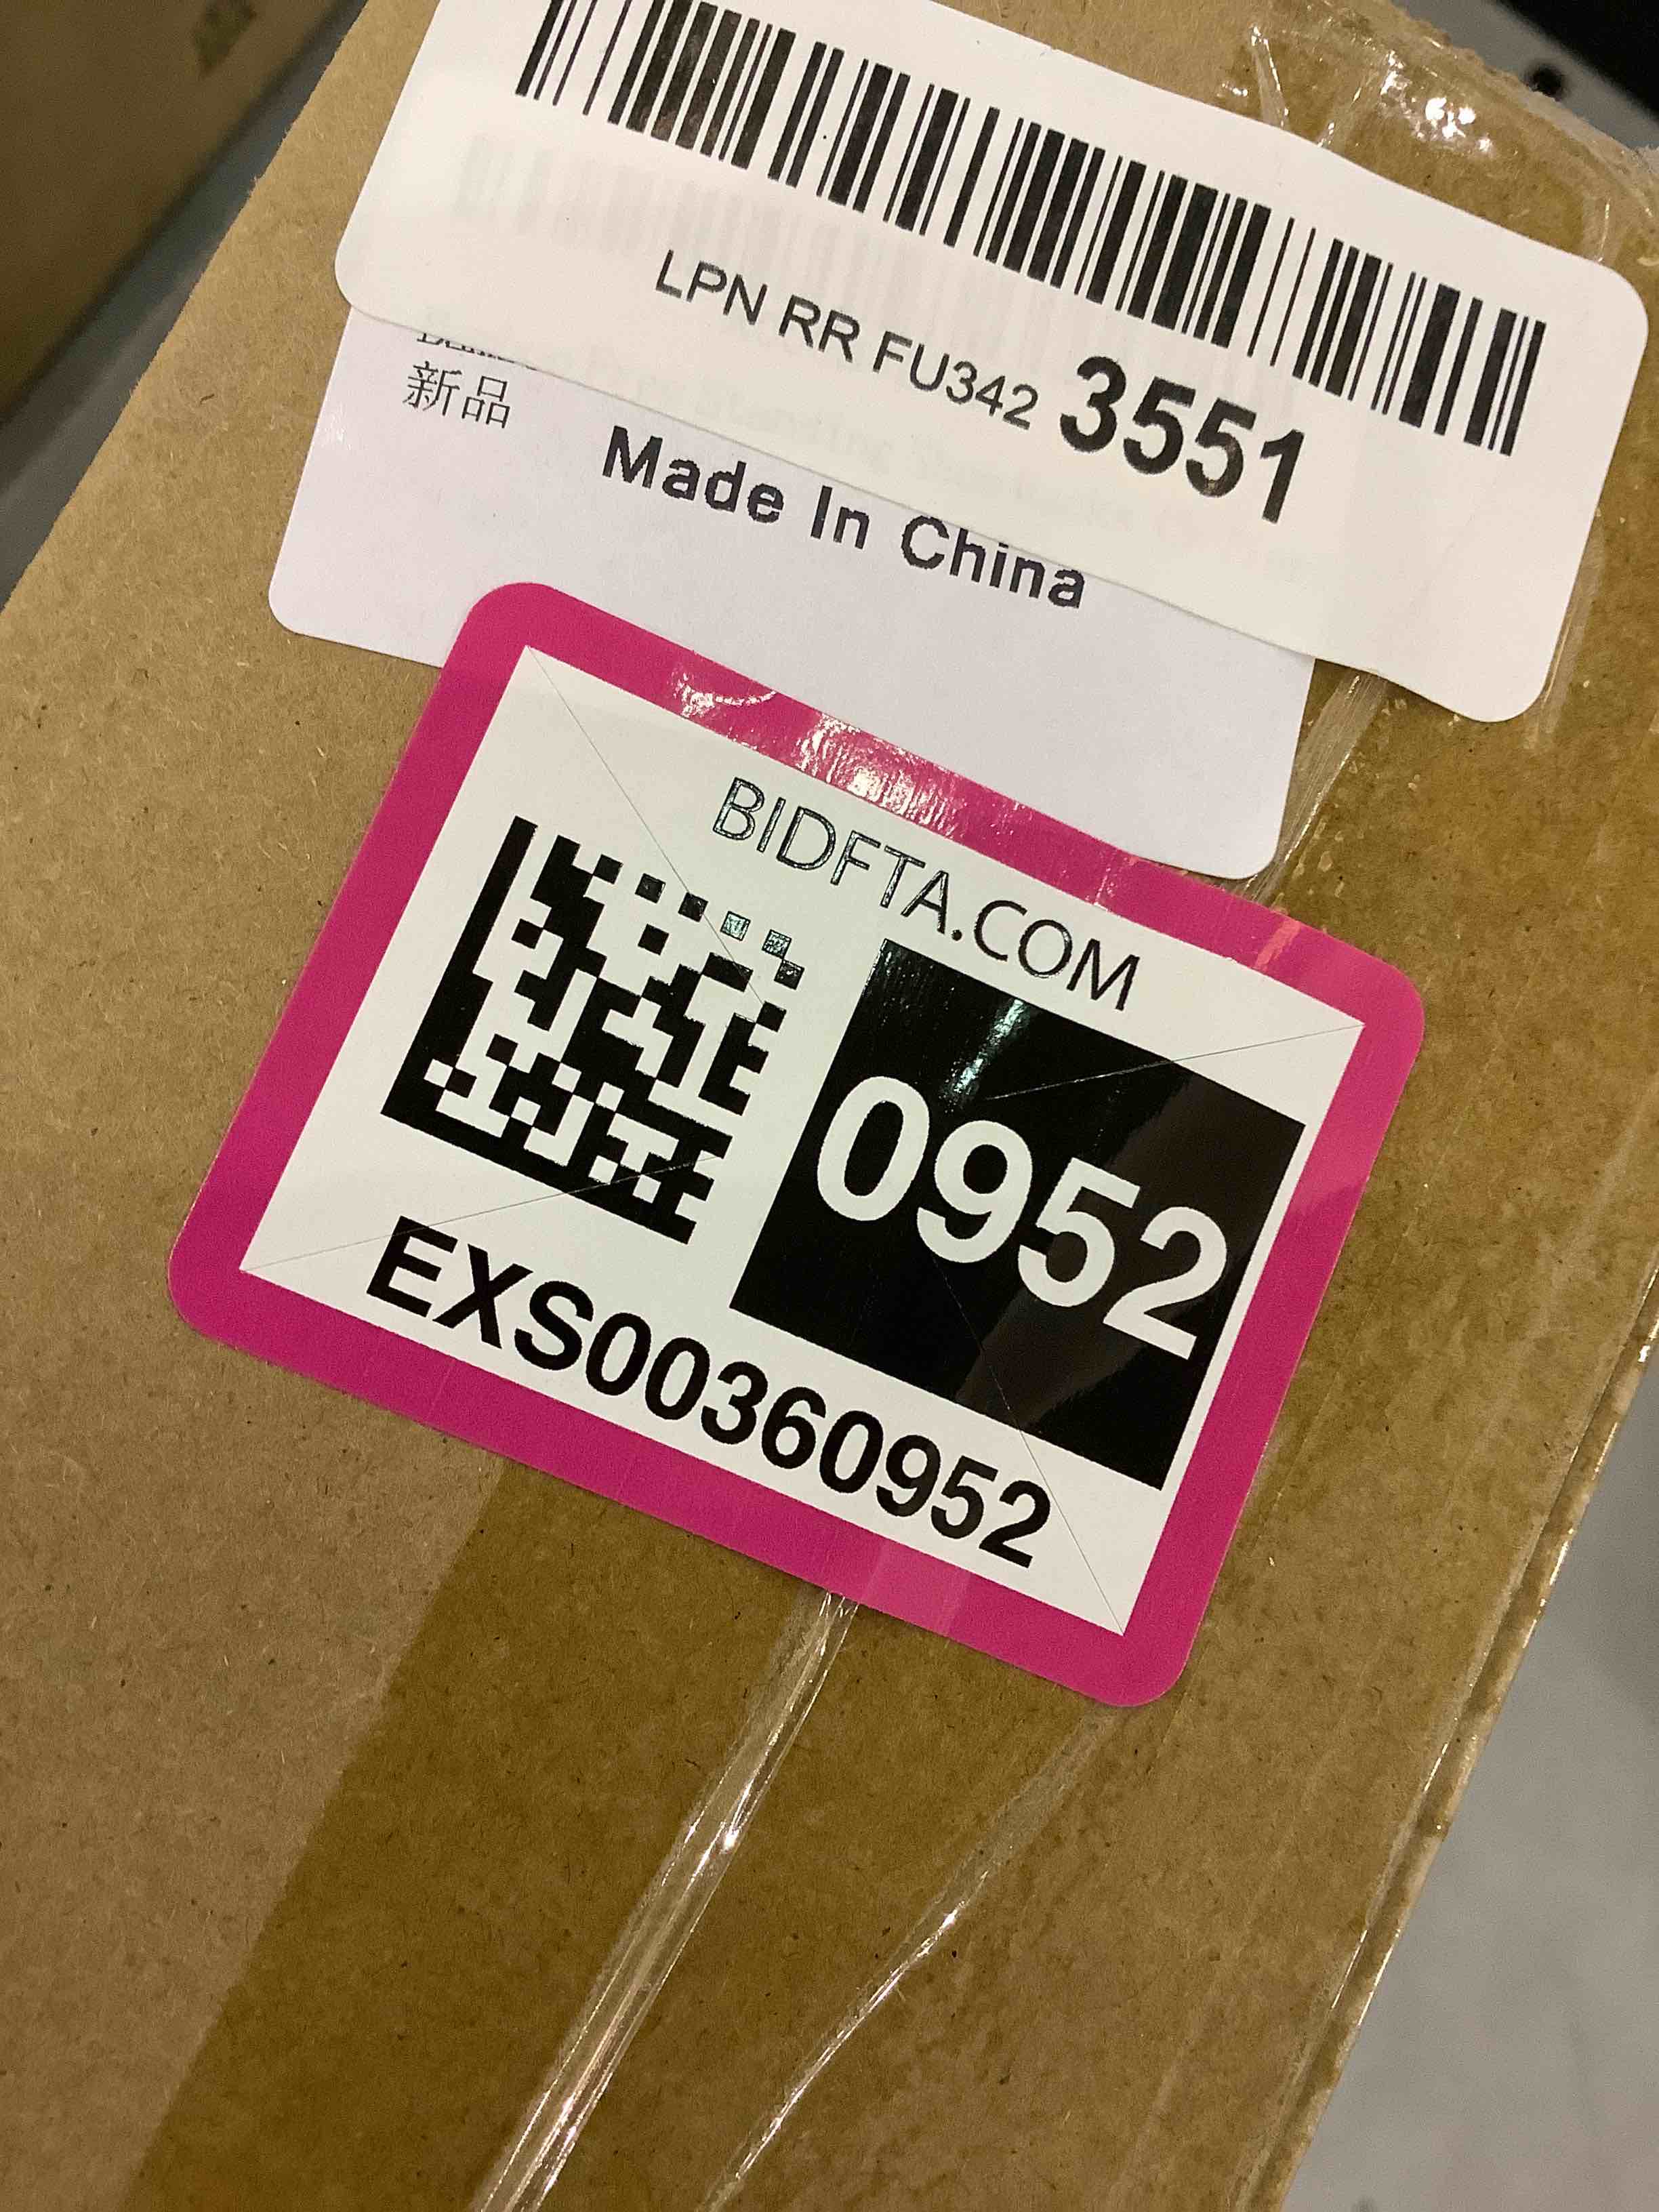 LPN RR FU342 3551
新品
Made In China
BIDFTA.COM
0952
EXS00360952